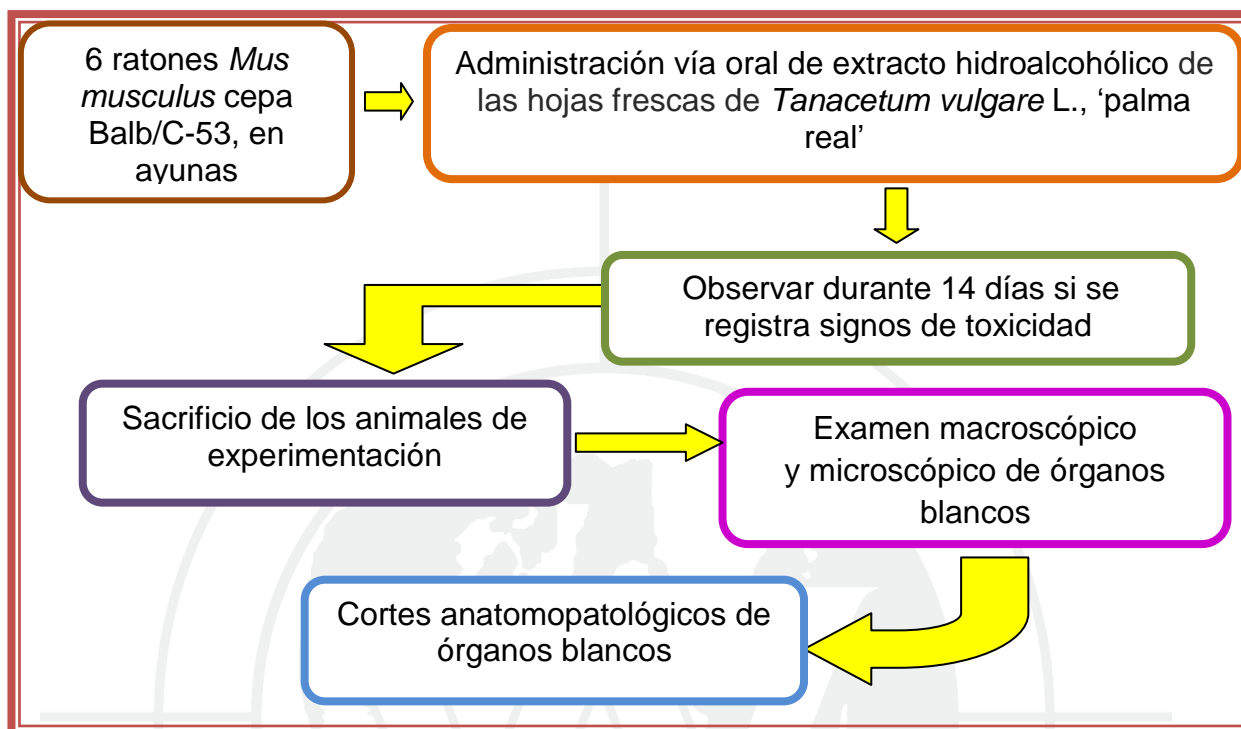 6 ratones Mus
musculus cepa
Balb/C-53, en
ayunas
Administración vía oral de extracto hidroalcohólico de
las hojas frescas de Tanacetum vulgare L., ‘palma
real’
Observar durante 14 días si se
registra signos de toxicidad
Sacrificio de los animales de
experimentación
Examen macroscópico
y microscópico de órganos
blancos
Cortes anatomopatológicos de
órganos blancos